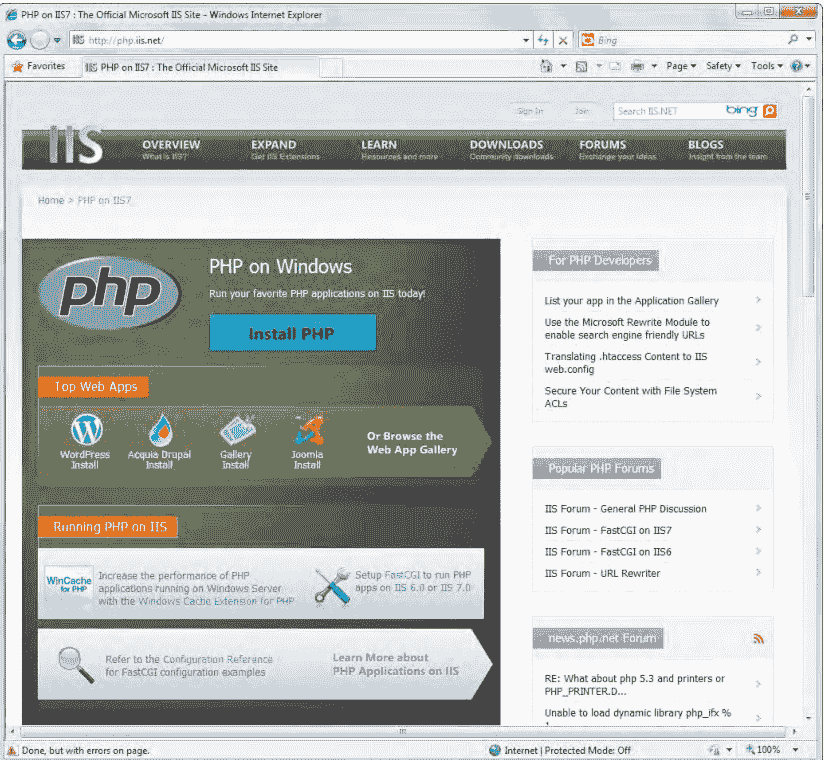 PHP on IIS7 : The Official Microsoft IIS Site - Windows Internet Explorer
http://php.iis.net/
Bing
Favorites
PHP on IIS7 : The Official Microsoft IIS Site
Page
Safety
Tools
Sign In
Join
Search IIS.NET
bing
IIS
OVERVIEW
What is IIS?
EXPAND
Get IIS Extensions
LEARN
Resources and more
DOWNLOADS
Community downloads
FORUMS
Exchange your ideas
BLOGS
Insight from the team
Home > PHP on IIS7
php
PHP on Windows
Run your favorite PHP applications on IIS today!
Install PHP
Top Web Apps
WordPress
Install
Acquia Drupal
Install
Gallery
Install
Joomla
Install
Or Browse the
Web App Gallery
Running PHP on IIS
WinCache
for PHP
Increase the performance of PHP
applications running on Windows Server
with the Windows Cache Extension for PHP
Setup FastCGI to run PHP
apps on IIS 6.0 or IIS 7.0
Refer to the Configuration Reference
for FastCGI configuration examples
Learn More about
PHP Applications on IIS
For PHP Developers
List your app in the Application Gallery
Use the Microsoft Rewrite Module to
enable search engine friendly URLs
Translating .htaccess Content to IIS
web.config
Secure Your Content with File System
ACLs
Popular PHP Forums
IIS Forum - General PHP Discussion
IIS Forum - FastCGI on IIS7
IIS Forum - FastCGI on IIS6
IIS Forum - URL Rewriter
news.php.net Forum
RE: What about php 5.3 and printers or
PHP_PRINTER.D...
Unable to load dynamic library php_ifx %
Done, but with errors on page.
Internet | Protected Mode: Off
100%